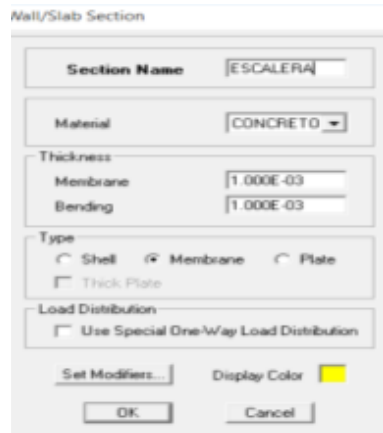 Wall/Slab Section
Section Name ESCALERA
Material CONCRETO
Thickness
Membrane 1.000E-03
Bending 1.000E-03
Type
Shell Membrane Plate
Thick Plate
Load Distribution
Use Special One-Way Load Distribution
Set Modifiers... Display Color
OK Cancel